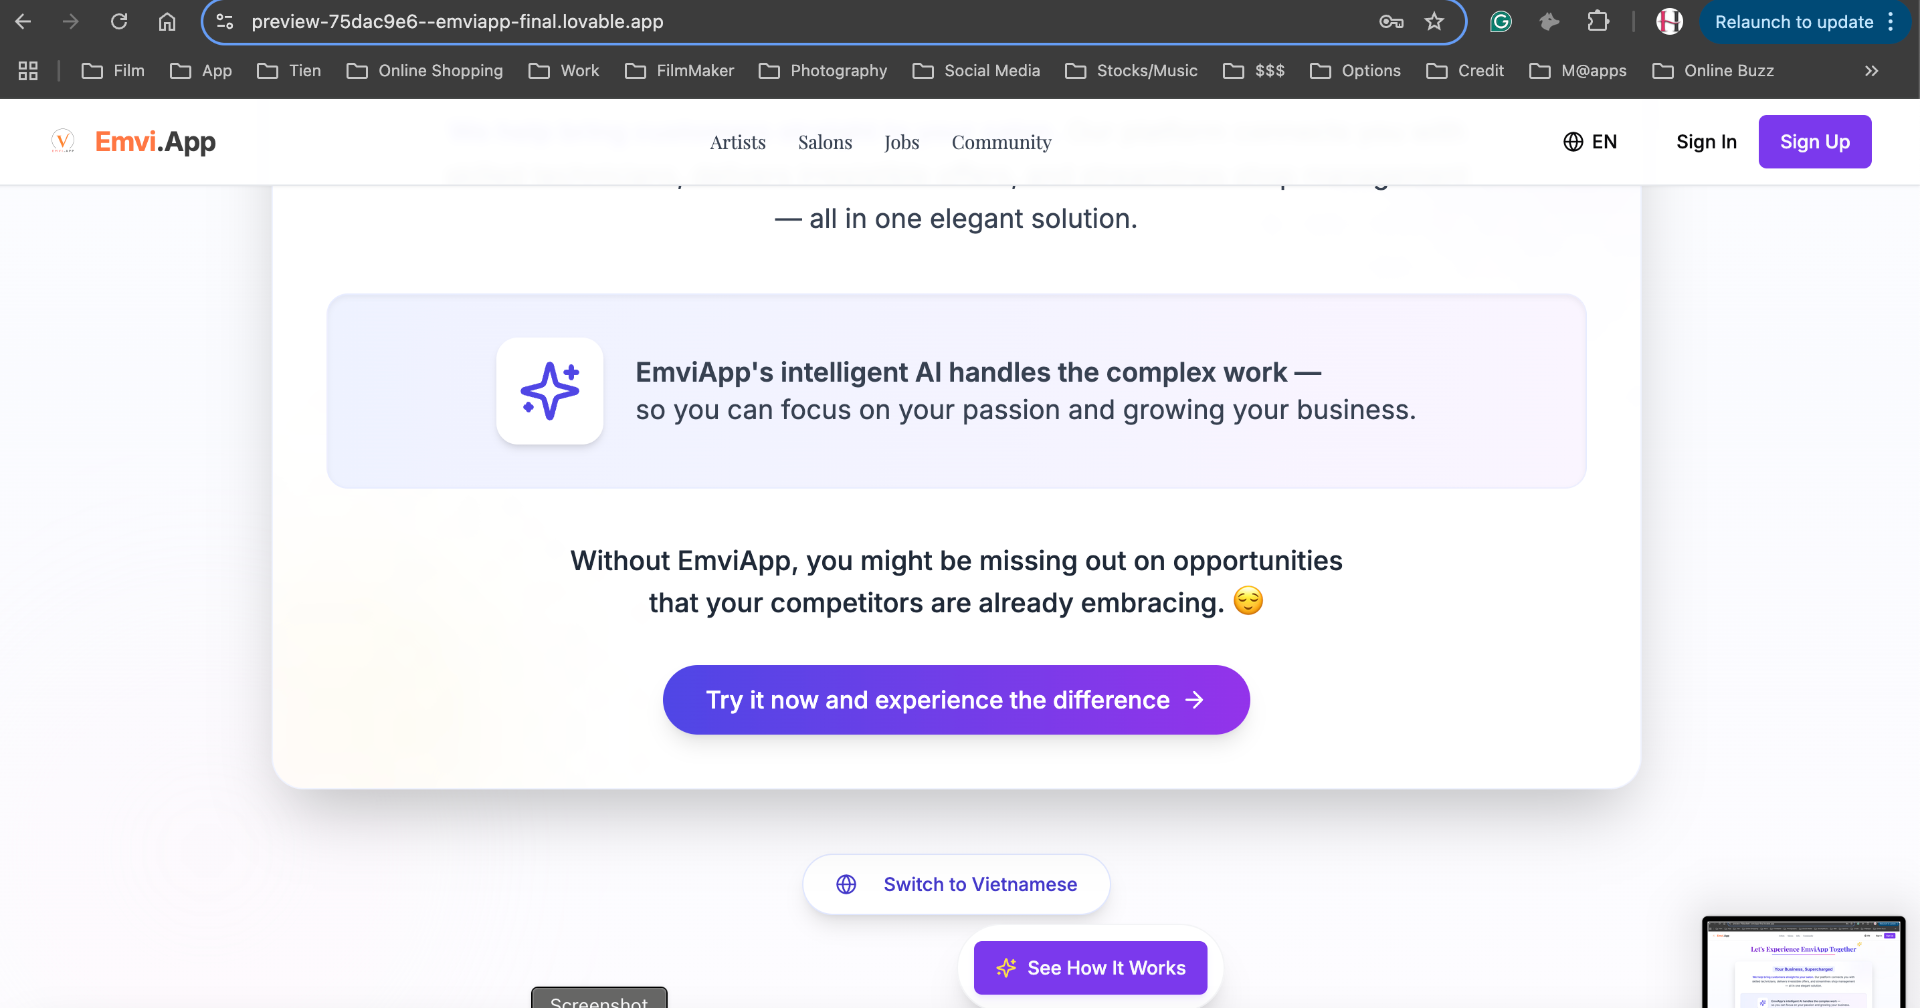 preview-75dac9e6--emviapp-final.lovable.app
Relaunch to update
Film App Tien Online Shopping Work FilmMaker Photography Social Media Stocks/Music $$$ Options Credit M@apps Online Buzz
Emvi.App
Artists Salons Jobs Community
EN
Sign In
Sign Up
— all in one elegant solution.
EmviApp's intelligent AI handles the complex work —
so you can focus on your passion and growing your business.
Without EmviApp, you might be missing out on opportunities
that your competitors are already embracing. 😌
Try it now and experience the difference →
Switch to Vietnamese
See How It Works
Screenshot
Let's Experience EmviApp Together
Your Business, Supercharged